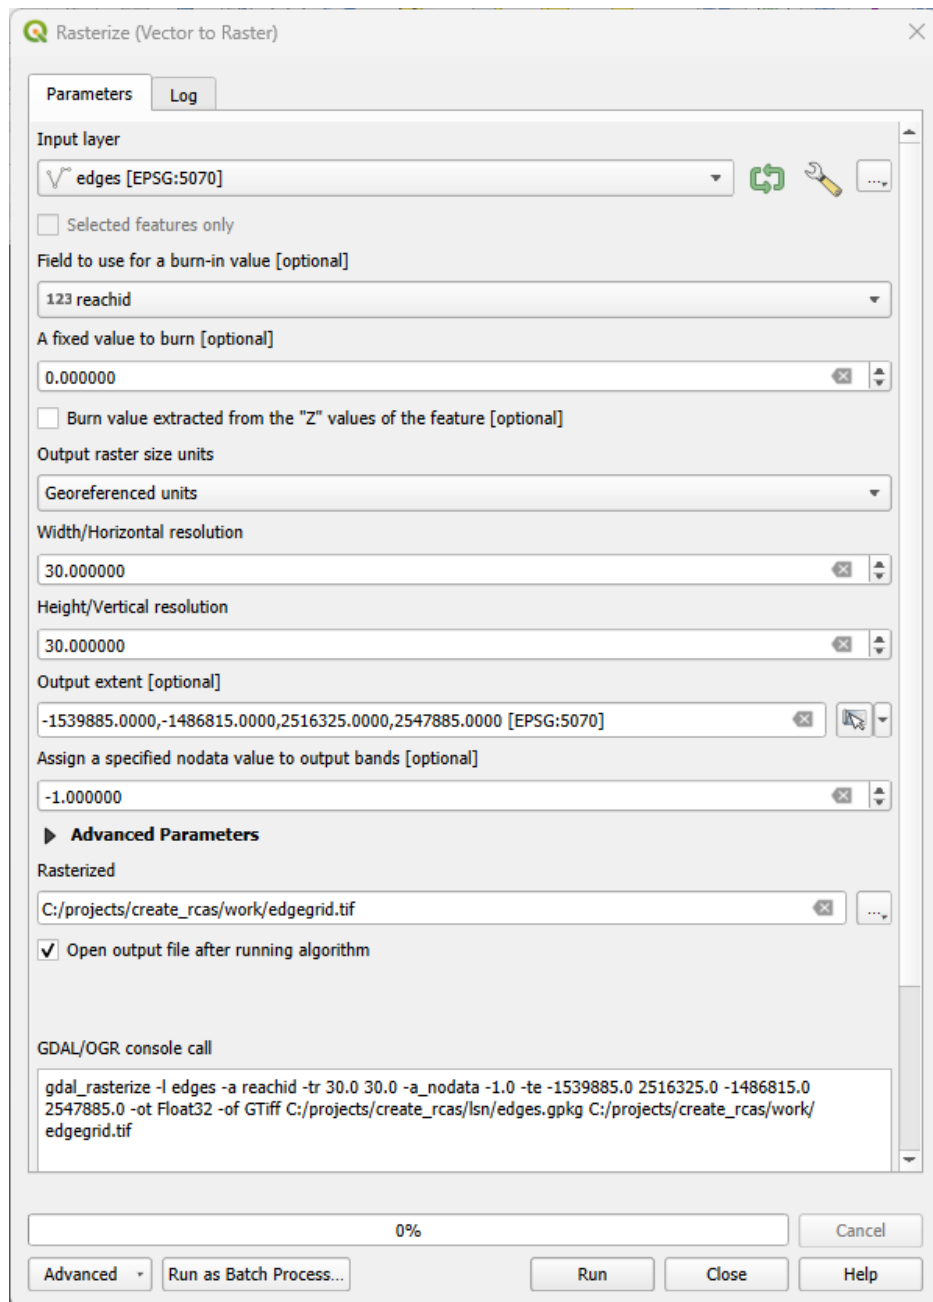 Rasterize (Vector to Raster)
Parameters
Log
Input layer
edges [EPSG:5070]
...
Selected features only
Field to use for a burn-in value [optional]
123 reachid
A fixed value to burn [optional]
0.000000
Burn value extracted from the "Z" values of the feature [optional]
Output raster size units
Georeferenced units
Width/Horizontal resolution
30.000000
Height/Vertical resolution
30.000000
Output extent [optional]
-1539885.0000,-1486815.0000,2516325.0000,2547885.0000 [EPSG:5070]
Assign a specified nodata value to output bands [optional]
-1.000000
Advanced Parameters
Rasterized
C:/projects/create_rcas/work/edgegrid.tif
...
Open output file after running algorithm
GDAL/OGR console call
gdal_rasterize -l edges -a reachid -tr 30.0 30.0 -a_nodata -1.0 -te -1539885.0 2516325.0 -1486815.0
2547885.0 -ot Float32 -of GTiff C:/projects/create_rcas/lsn/edges.gpkg C:/projects/create_rcas/work/
edgegrid.tif
0%
Cancel
Advanced
Run as Batch Process...
Run
Close
Help